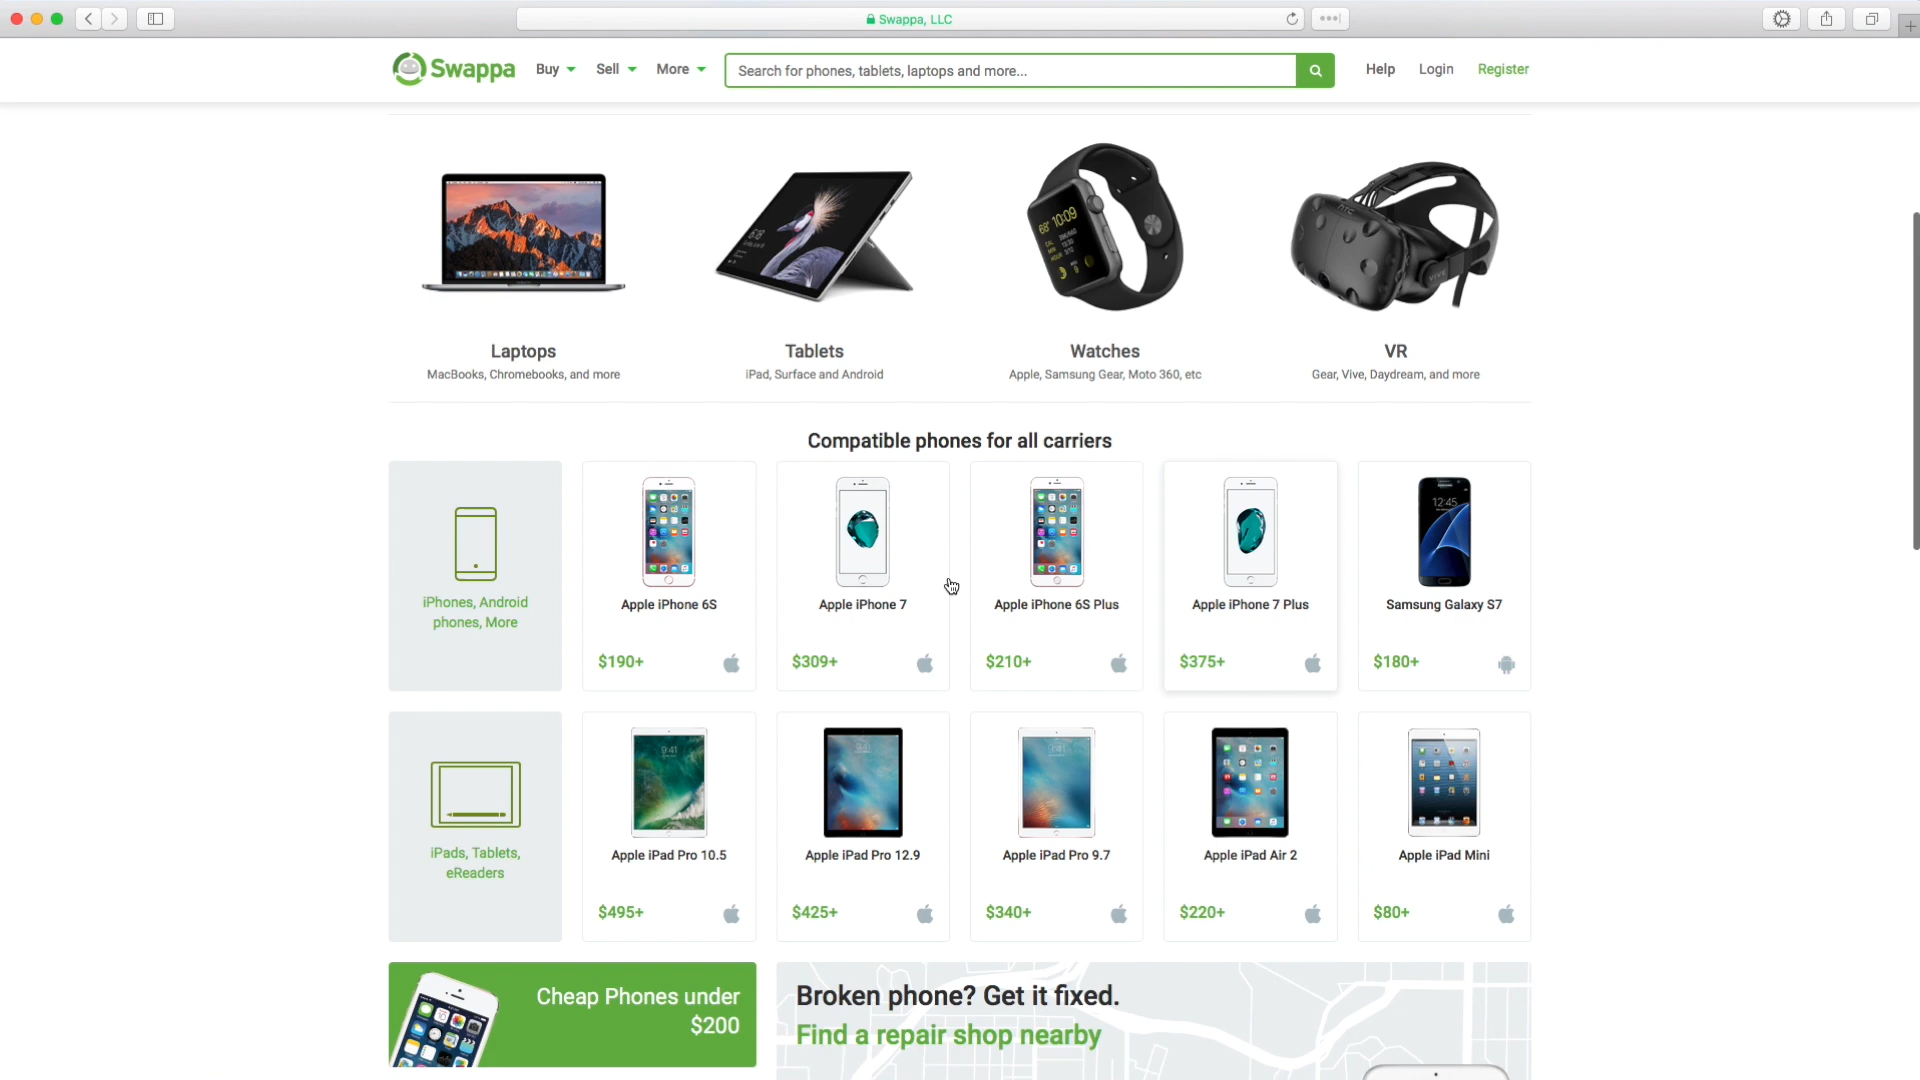 Swappa, LLC
Swappa
Buy
Sell
More
Search for phones, tablets, laptops and more...
Help
Login
Register
Laptops
MacBooks, Chromebooks, and more
Tablets
iPad, Surface and Android
Watches
Apple, Samsung Gear, Moto 360, etc
VR
Gear, Vive, Daydream, and more
Compatible phones for all carriers
iPhones, Android
phones, More
Apple iPhone 6S
$190+
Apple iPhone 7
$309+
Apple iPhone 6S Plus
$210+
Apple iPhone 7 Plus
$375+
12:45
Samsung Galaxy S7
$180+
iPads, Tablets,
eReaders
9:41
Apple iPad Pro 10.5
$495+
Apple iPad Pro 12.9
$425+
Apple iPad Pro 9.7
$340+
Apple iPad Air 2
$220+
Apple iPad Mini
$80+
Cheap Phones under
$200
Broken phone? Get it fixed.
Find a repair shop nearby